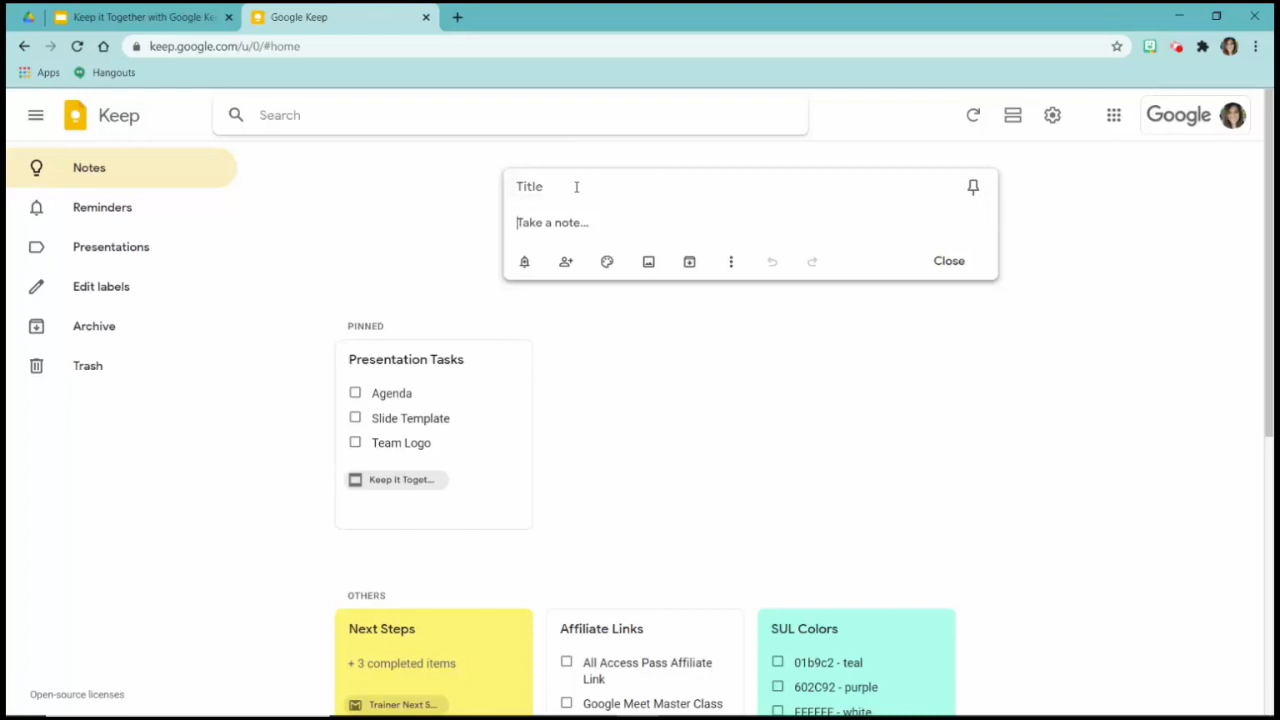 Keep it Together with Google Ke
Google Keep
keep.google.com/u/0/#home
Apps
Hangouts
Keep
Search
Google
Notes
Reminders
Presentations
Edit labels
Archive
Trash
Title
Take a note...
Close
PINNED
Presentation Tasks
Agenda
Slide Template
Team Logo
Keep it Toget...
OTHERS
Next Steps
+ 3 completed items
Trainer Next S...
Affiliate Links
All Access Pass Affiliate
Link
Google Meet Master Class
SUL Colors
01b9c2 - teal
602C92 - purple
FFFFFF - white
Open-source licenses